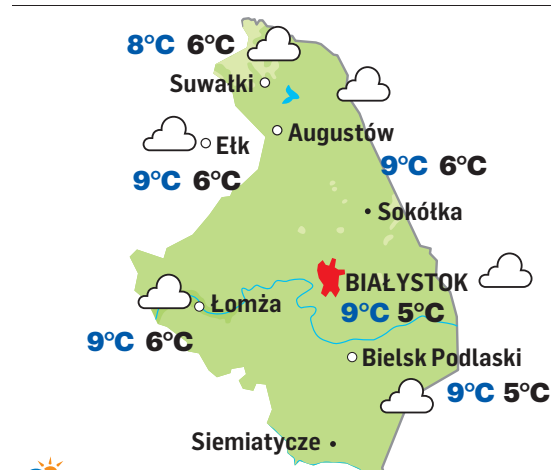 8°C 6°C
Suwałki
Augustów
Ełk
9°C 6°C
9°C 6°C
Sokółka
BIAŁYSTOK
9°C 5°C
Łomża
9°C 6°C
Bielsk Podlaski
9°C 5°C
Siemiatycze